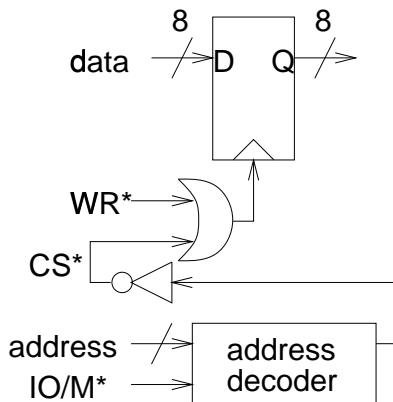 8 8
data D Q
WR*
CS*
address address
decoder
IO/M*